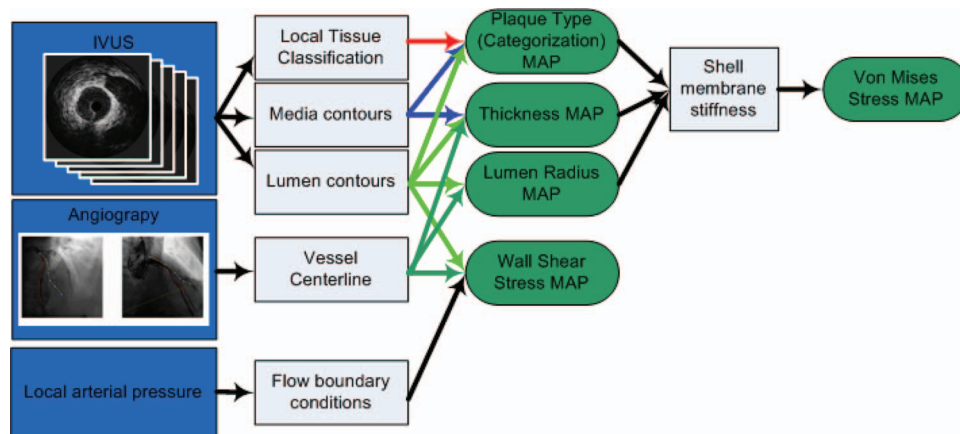 IVUS
Angiograpy
Local arterial pressure
Local Tissue
Classification
Media contours
Lumen contours
Vessel
Centerline
Flow boundary
conditions
Plaque Type
(Categorization)
MAP
Thickness MAP
Lumen Radius
MAP
Wall Shear
Stress MAP
Shell
membrane
stiffness
Von Mises
Stress MAP